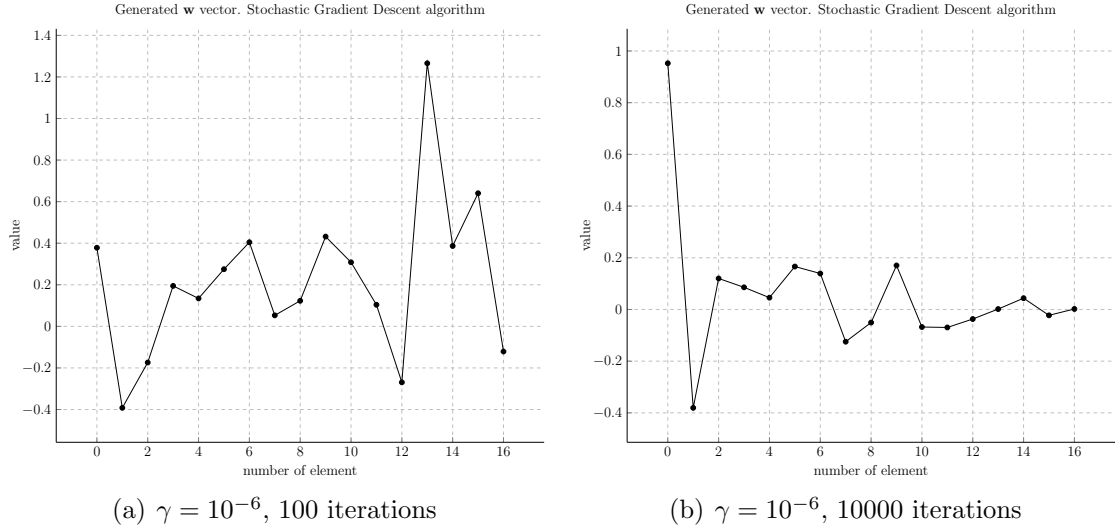 Generated w vector. Stochastic Gradient Descent algorithm
1.4
1.2
1
0.8
0.6
0.4
0.2
0
−0.2
−0.4
value
0 2 4 6 8 10 12 14 16
number of element
(a) γ = 10⁻⁶, 100 iterations
Generated w vector. Stochastic Gradient Descent algorithm
1
0.8
0.6
0.4
0.2
0
−0.2
−0.4
value
0 2 4 6 8 10 12 14 16
number of element
(b) γ = 10⁻⁶, 10000 iterations